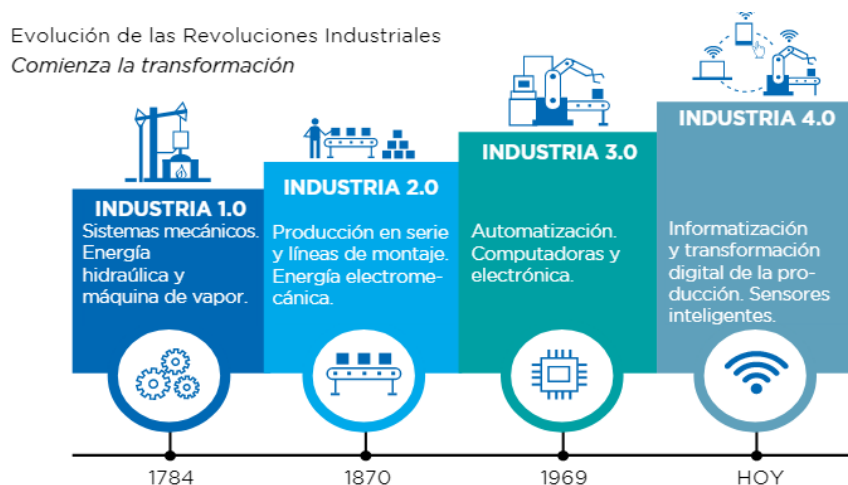 Evolución de las Revoluciones Industriales
Comienza la transformación
INDUSTRIA 1.0
Sistemas mecánicos.
Energía
hidraúlica y
máquina de vapor.
INDUSTRIA 2.0
Producción en serie
y líneas de montaje.
Energía electrome-
cánica.
INDUSTRIA 3.0
Automatización.
Computadoras y
electrónica.
INDUSTRIA 4.0
Informatización
y transformación
digital de la pro-
ducción. Sensores
inteligentes.
1784
1870
1969
HOY